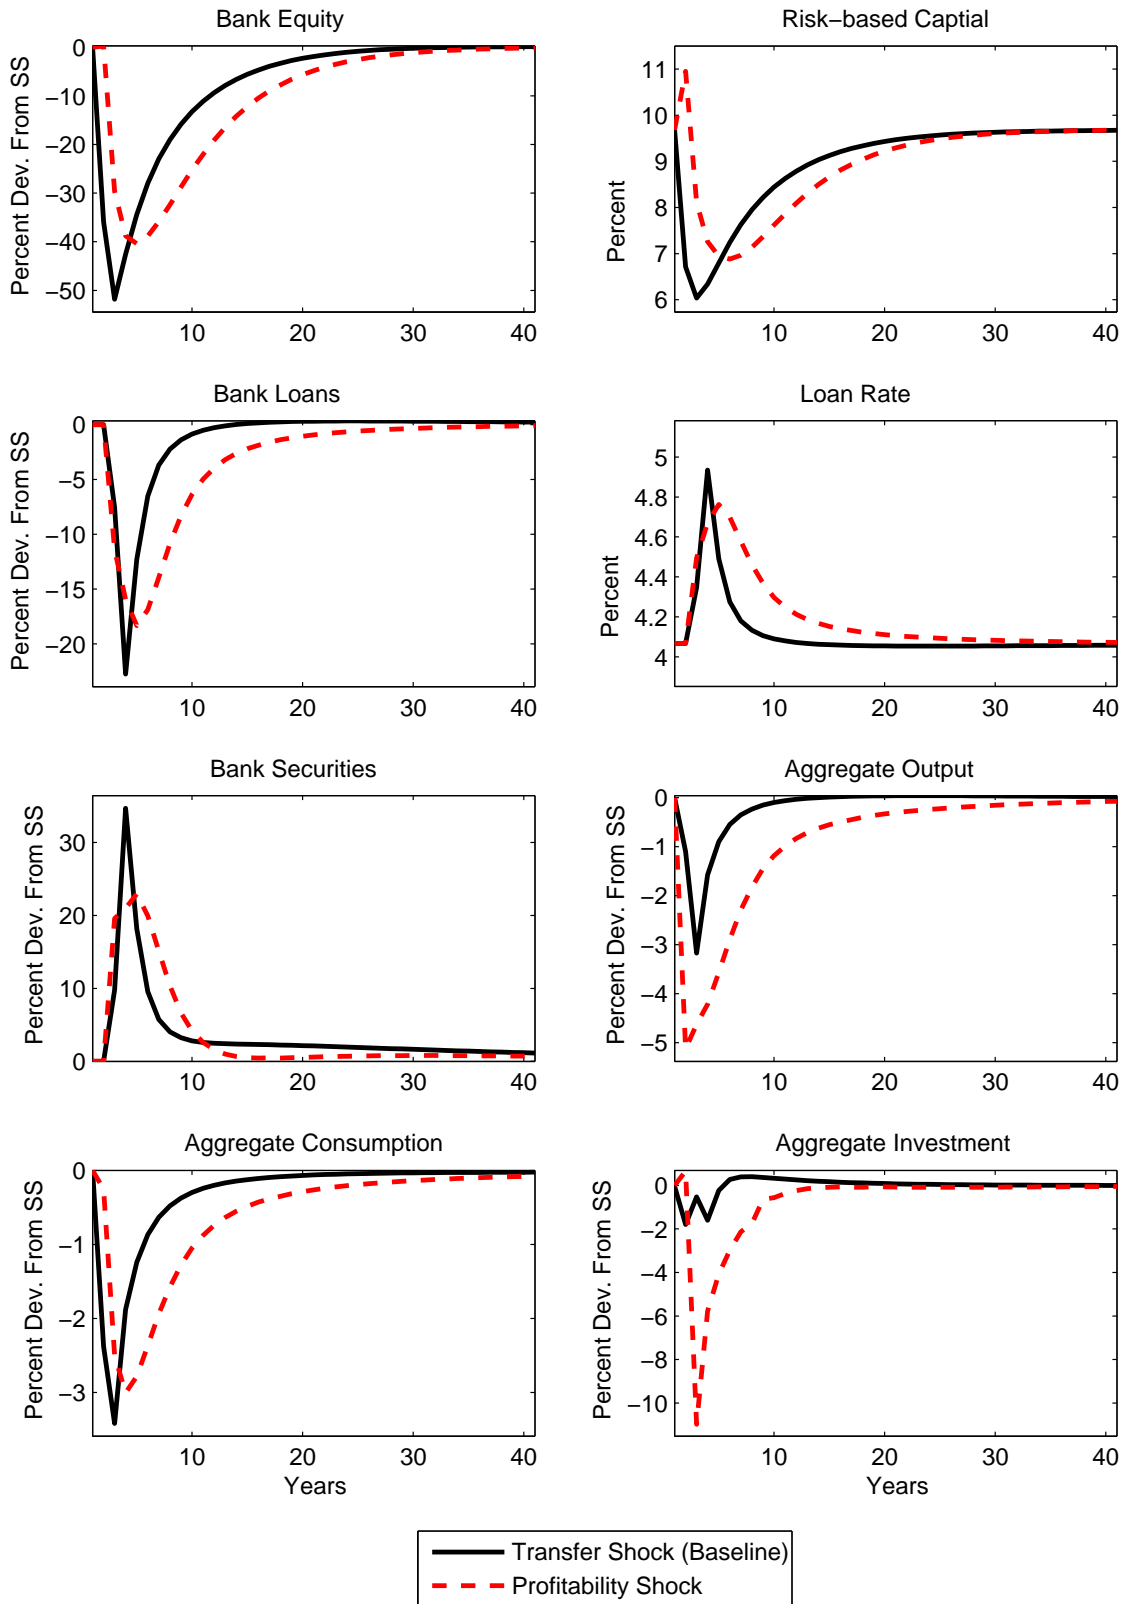 Bank Equity
Percent Dev. From SS
0
−10
−20
−30
−40
−50
10 20 30 40
Risk−based Captial
Percent
11
10
9
8
7
6
10 20 30 40
Bank Loans
Percent Dev. From SS
0
−5
−10
−15
−20
10 20 30 40
Loan Rate
Percent
5
4.8
4.6
4.4
4.2
4
10 20 30 40
Bank Securities
Percent Dev. From SS
30
20
10
0
10 20 30 40
Aggregate Output
Percent Dev. From SS
0
−1
−2
−3
−4
−5
10 20 30 40
Aggregate Consumption
Percent Dev. From SS
0
−1
−2
−3
10 20 30 40
Years
Aggregate Investment
Percent Dev. From SS
0
−2
−4
−6
−8
−10
10 20 30 40
Years
Transfer Shock (Baseline)
Profitability Shock